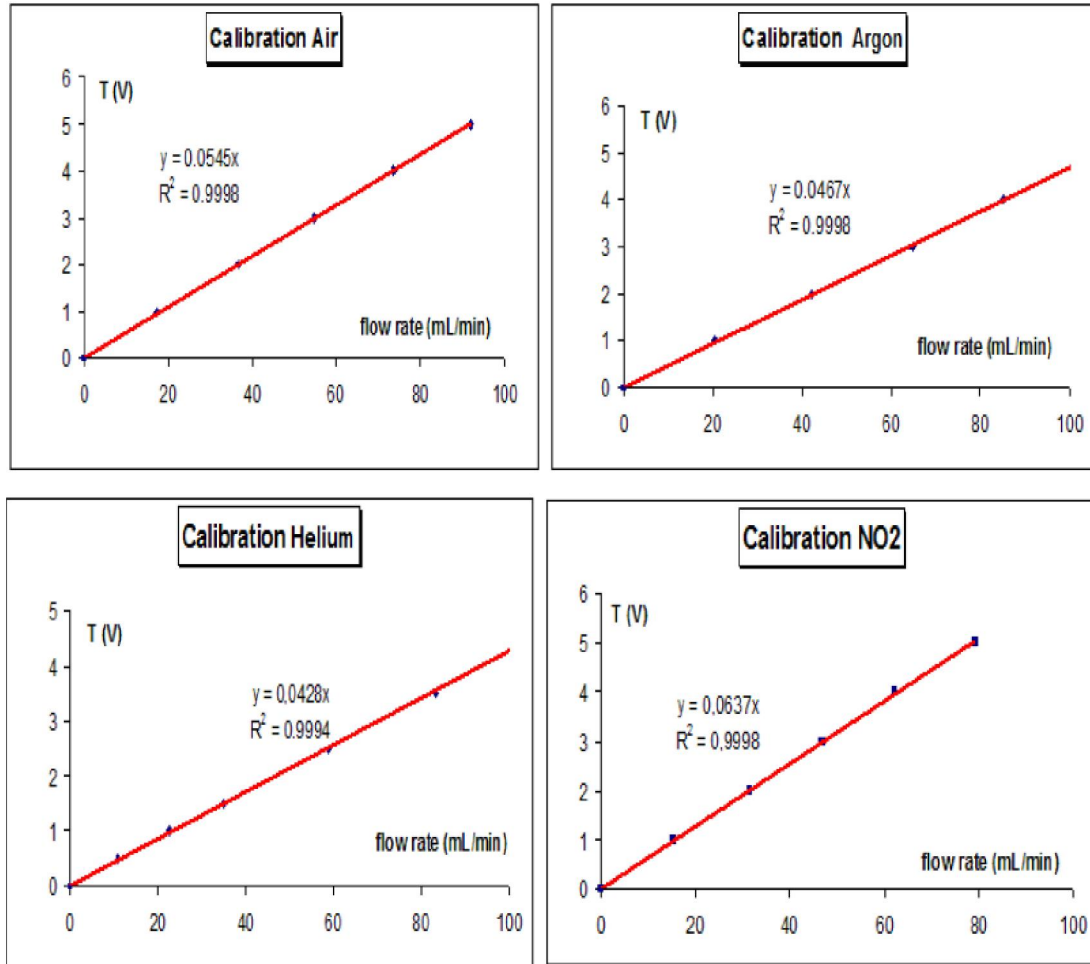 Calibration Air
T (V)
6
5
4
3
2
1
0
y = 0.0545x
R² = 0.9998
flow rate (mL/min)
0 20 40 60 80 100
Calibration Argon
T (V)
6
5
4
3
2
1
0
y = 0.0467x
R² = 0.9998
flow rate (mL/min)
0 20 40 60 80 100
Calibration Helium
T (V)
5
4
3
2
1
0
y = 0,0428x
R² = 0.9994
flow rate (mL/min)
0 20 40 60 80 100
Calibration NO2
T (V)
6
5
4
3
2
1
0
y = 0,0637x
R² = 0,9998
flow rate (mL/min)
0 20 40 60 80 100